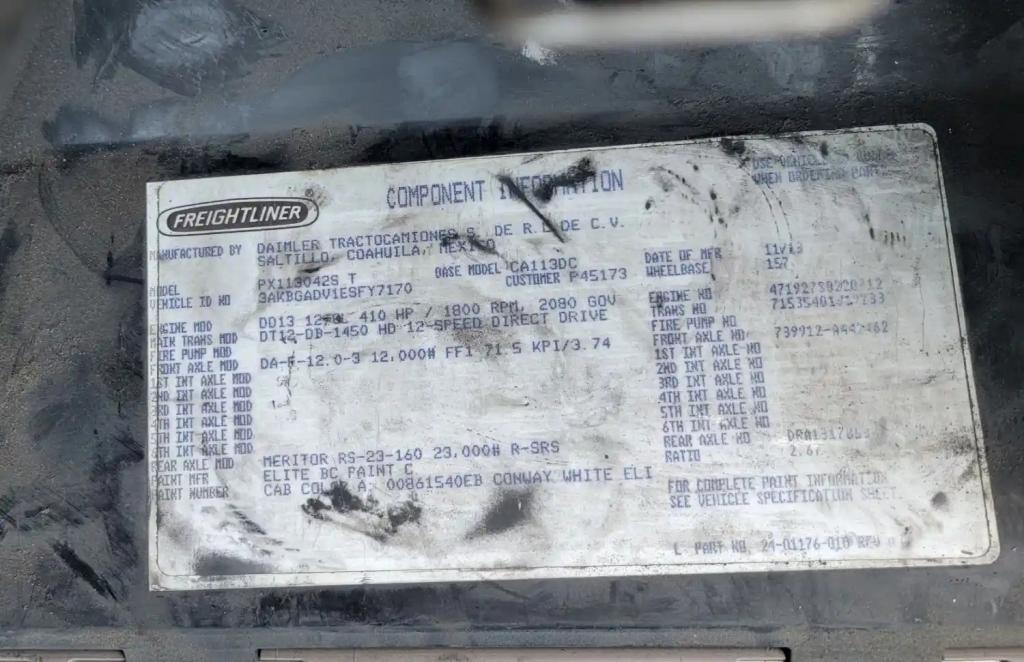 COMPONENT INFORMATION
USE VEHICLE
WHEN ORDERING PART
FREIGHTLINER
MANUFACTURED BY DAIMLER TRACTOCAMIONES S. DE R.L. DE C.V.
SALTILLO, COAHUILA, MEXICO
DATE OF MFR 11/13
MODEL PX113042S T BASE MODEL CA113DC WHEELBASE
VEHICLE ID NO 3AKBGADV1ESFY7170 CUSTOMER P45173
ENGINE NO
ENGINE MOD DD13 410 HP / 1800 RPM, 2080 GOV TRANS NO
MAIN TRANS MOD DT12-DB-1450 HD 12-SPEED DIRECT DRIVE FIRE PUMP NO
FIRE PUMP MOD FRONT AXLE NO
FRONT AXLE MOD DA-F-12.0-3 12,000# FF1 71.5 KPI/3.74 1ST INT AXLE NO
1ST INT AXLE MOD 2ND INT AXLE NO
2ND INT AXLE MOD 3RD INT AXLE NO
3RD INT AXLE MOD 4TH INT AXLE NO
4TH INT AXLE MOD 5TH INT AXLE NO
5TH INT AXLE MOD 6TH INT AXLE NO
6TH INT AXLE MOD REAR AXLE NO
REAR AXLE MOD MERITOR RS-23-160 23,000# R-SRS RATIO
PAINT MFR ELITE BC PAINT C
PAINT NUMBER CAB COLOR A: 00861540EB CONWAY WHITE ELI
FOR COMPLETE PAINT INFORMATION
SEE VEHICLE SPECIFICATION SHEET
PART NO. 24-01176-010 REV